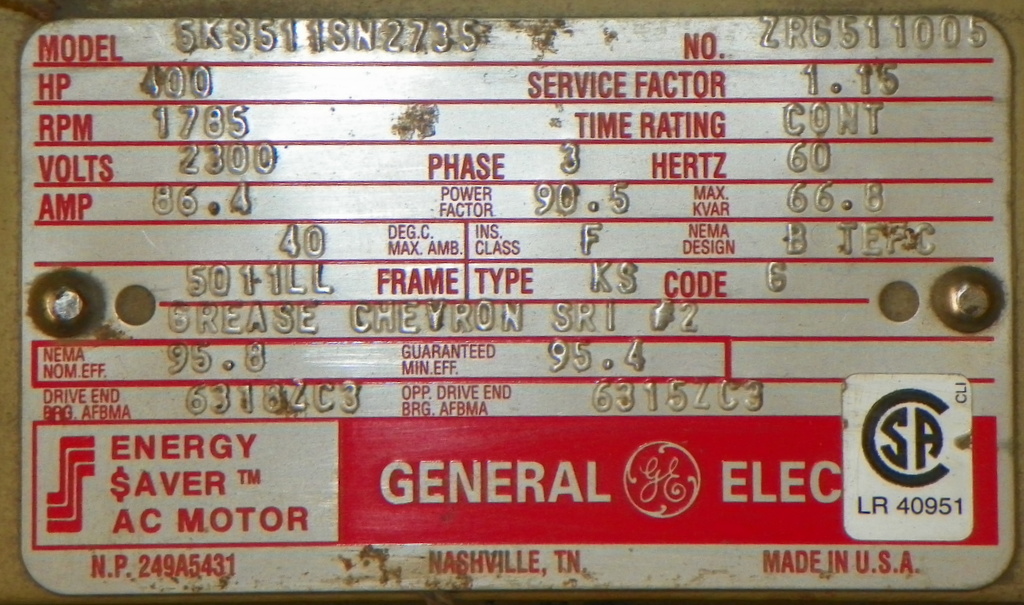 MODEL 5KS511SN2735 NO. ZRG511005
HP 400 SERVICE FACTOR 1.15
RPM 1785 TIME RATING CONT
VOLTS 2300 PHASE 3 HERTZ 60
AMP 86.4 POWER FACTOR 90.5 MAX. KVAR 66.8
40 DEG.C. MAX. AMB. INS. CLASS F NEMA DESIGN B TEFC
5011LL FRAME TYPE KS CODE G
GREASE CHEVRON SRI #2
NEMA NOM.EFF. 95.8 GUARANTEED MIN.EFF. 95.4
DRIVE END BRG. AFBMA 6318ZC3 OPP. DRIVE END BRG. AFBMA 6315ZC3
ENERGY
$AVER™
AC MOTOR
GENERAL GE ELEC
CSA CLI
LR 40951
N.P. 249A5431 NASHVILLE, TN. MADE IN U.S.A.